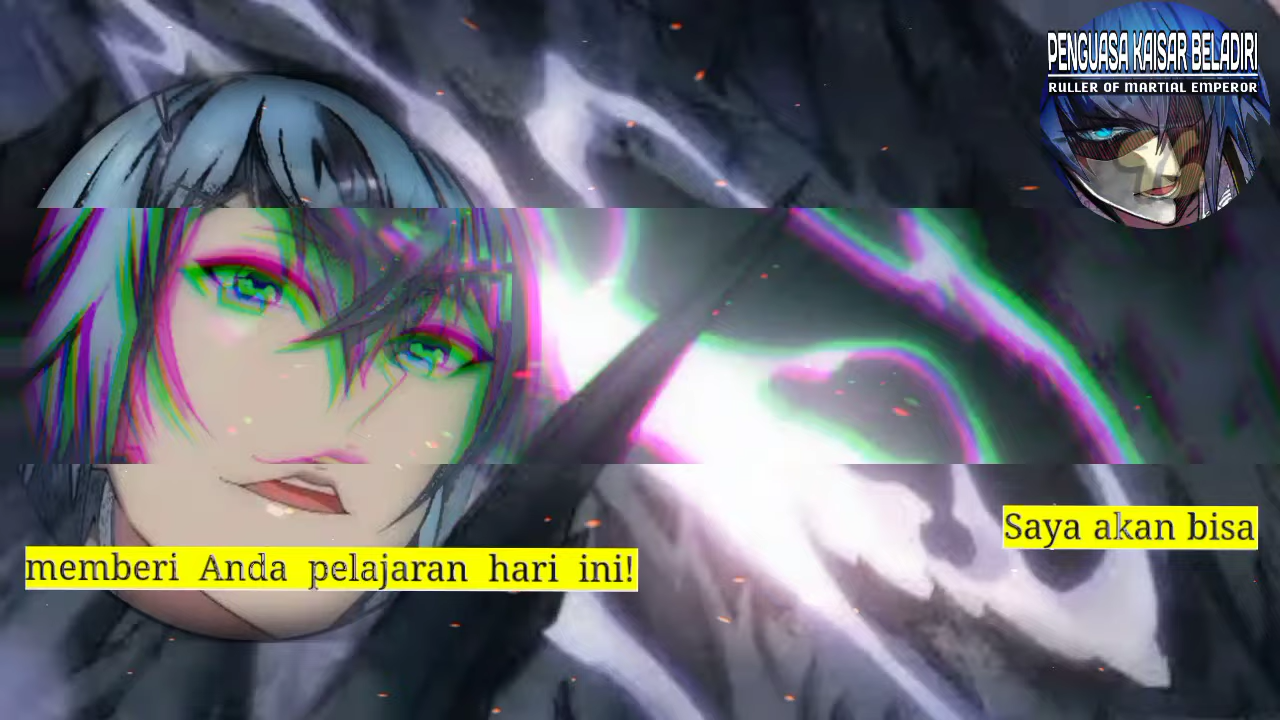 PENGUASA KAISAR BELADIRI
RULLER OF MARTIAL EMPEROR
Saya akan bisa
memberi Anda pelajaran hari ini!